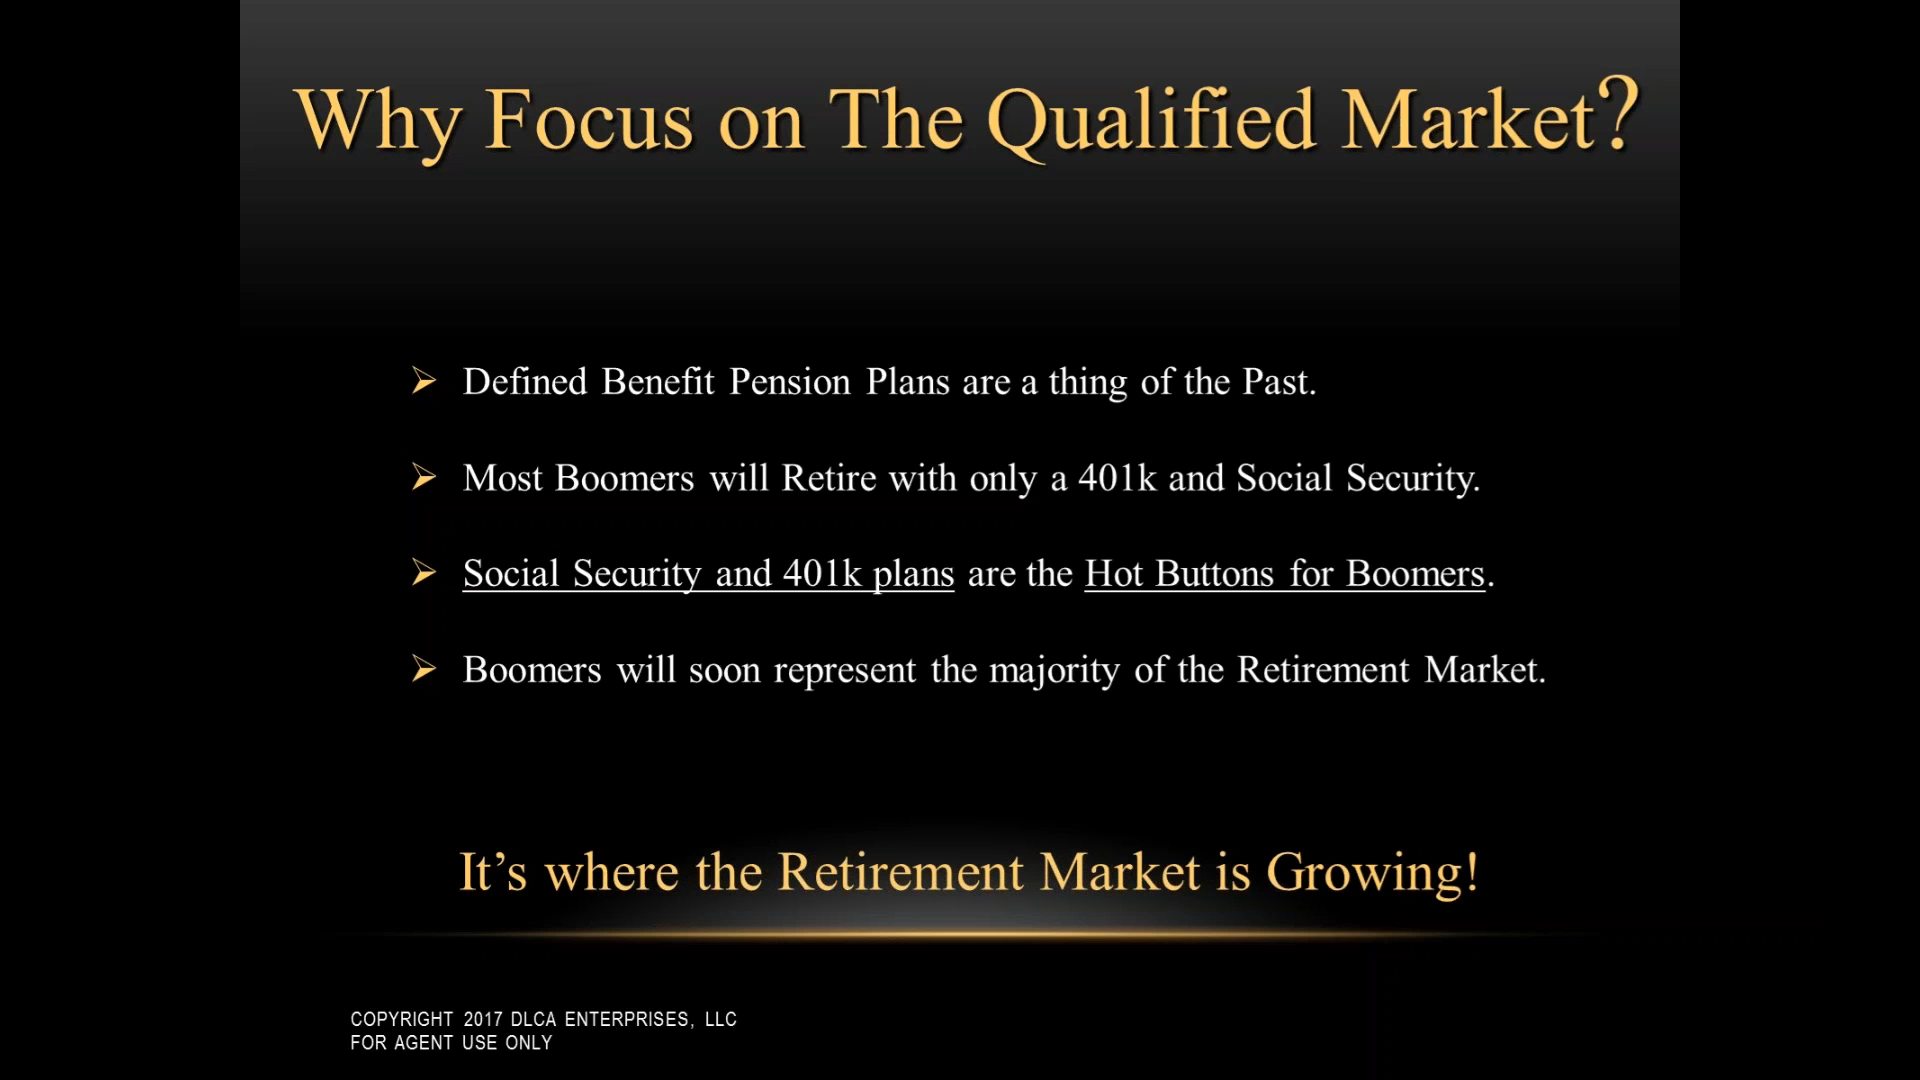 Why Focus on The Qualified Market?
Defined Benefit Pension Plans are a thing of the Past.
Most Boomers will Retire with only a 401k and Social Security.
Social Security and 401k plans are the Hot Buttons for Boomers.
Boomers will soon represent the majority of the Retirement Market.
It’s where the Retirement Market is Growing!
COPYRIGHT 2017 DLCA ENTERPRISES, LLC
FOR AGENT USE ONLY